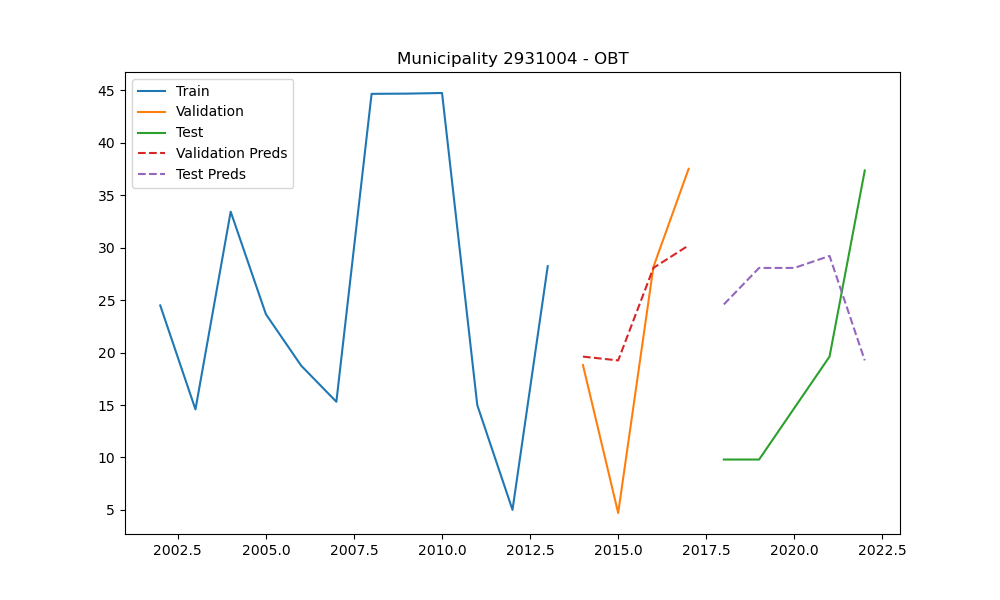 Municipality 2931004 - OBT
Train
Validation
Test
Validation Preds
Test Preds
45
40
35
30
25
20
15
10
5
2002.5 2005.0 2007.5 2010.0 2012.5 2015.0 2017.5 2020.0 2022.5